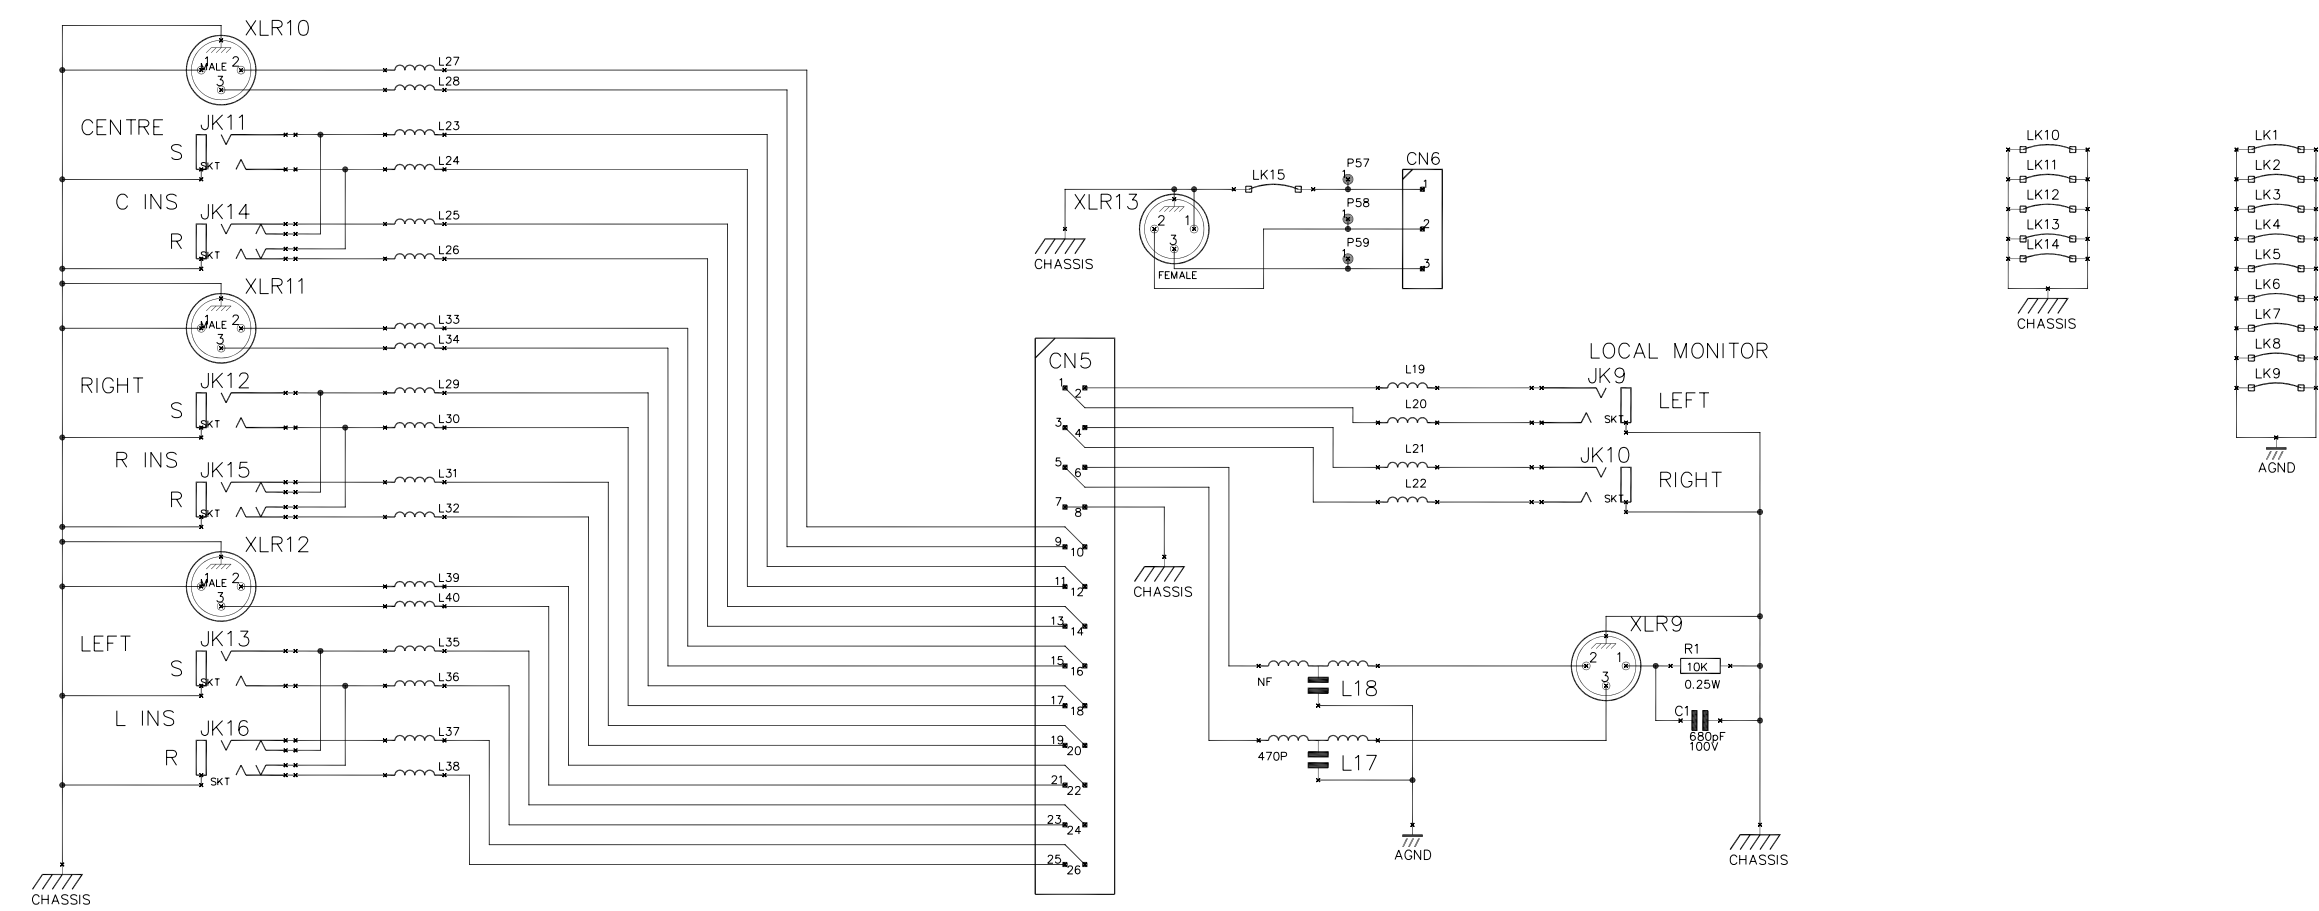 XLR10
1
MALE
2
3
L27
L28
CENTRE
JK11
S
SKT
L23
L24
C INS
JK14
R
SKT
L25
L26
XLR11
1
MALE
2
3
L33
L34
RIGHT
JK12
S
SKT
L29
L30
R INS
JK15
R
SKT
L31
L32
XLR12
1
MALE
2
3
L39
L40
LEFT
JK13
S
SKT
L35
L36
L INS
JK16
R
SKT
L37
L38
CHASSIS
XLR13
2
1
3
FEMALE
CHASSIS
LK15
P57
1
P58
1
P59
1
CN6
1
2
3
CN5
1
2
3
4
5
6
7
8
9
10
11
12
13
14
15
16
17
18
19
20
21
22
23
24
25
26
CHASSIS
LOCAL MONITOR
L19
JK9
LEFT
L20
SKT
L21
JK10
RIGHT
L22
SKT
XLR9
2
1
3
R1
10K
0.25W
C1
680pF
100V
NF
L18
470P
L17
AGND
CHASSIS
LK10
LK11
LK12
LK13
LK14
CHASSIS
LK1
LK2
LK3
LK4
LK5
LK6
LK7
LK8
LK9
AGND